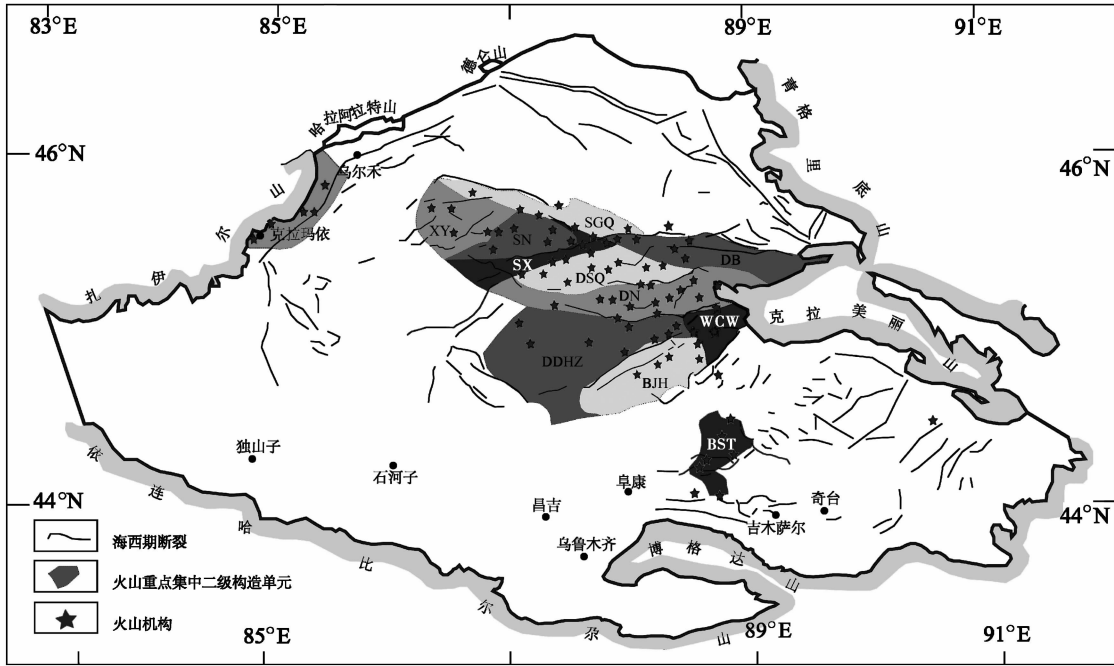 83°E
85°E
89°E
91°E
德仑山
青格里底山
哈拉阿拉特山
46°N
46°N
乌尔禾
扎伊尔山
克拉玛依
SGQ
XY
SN
SX
DB
DSQ
DN
WCW
克拉美丽山
DDHZ
BJH
BST
独山子
石河子
阜康
奇台
昌吉
吉木萨尔
44°N
44°N
乌鲁木齐
博格达山
依连哈比尔尕山
海西期断裂
火山重点集中二级构造单元
火山机构
85°E
89°E
91°E